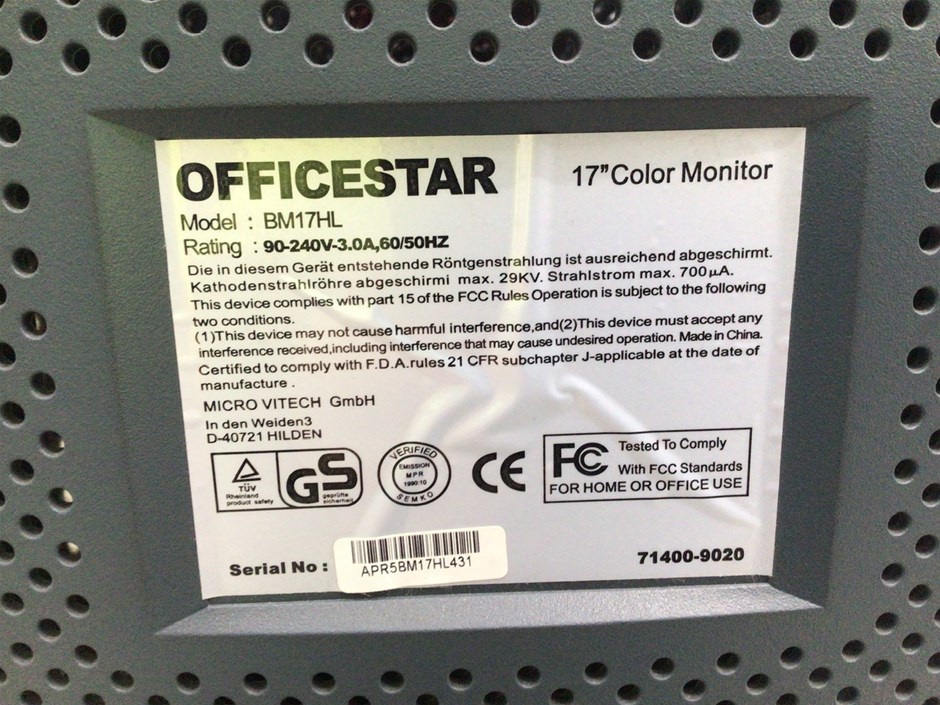 OFFICESTAR
17"Color Monitor
Model : BM17HL
Rating : 90-240V-3.0A,60/50HZ
Die in diesem Gerät entstehende Röntgenstrahlung ist ausreichend abgeschirmt.
Kathodenstrahlröhre abgeschirmi max. 29KV. Strahlstrom max. 700µA.
This device complies with part 15 of the FCC Rules Operation is subject to the following
two conditions.
(1)This device may not cause harmful interference,and(2)This device must accept any
interference received,including interference that may cause undesired operation. Made in China.
Certified to comply with F.D.A.rules 21 CFR subchapter J-applicable at the date of
manufacture .
MICRO VITECH GmbH
In den Weiden3
D-40721 HILDEN
TÜV
Rheinland
product safety
GS
geprüfte
sicherheit
VERIFIED
EMISSION
MPR
1990:10
SEMKO
CE
FC
Tested To Comply
With FCC Standards
FOR HOME OR OFFICE USE
Serial No :
APR5BM17HL431
71400-9020